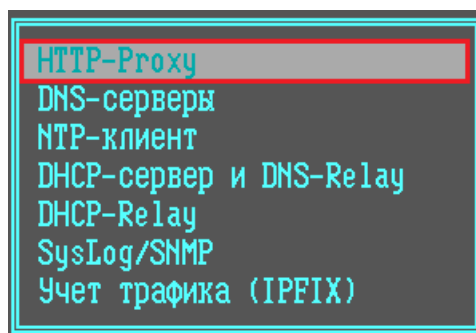 HTTP-Proxy
DNS-серверы
NTP-клиент
DHCP-сервер и DNS-Relay
DHCP-Relay
SysLog/SNMP
Учет трафика (IPFIX)